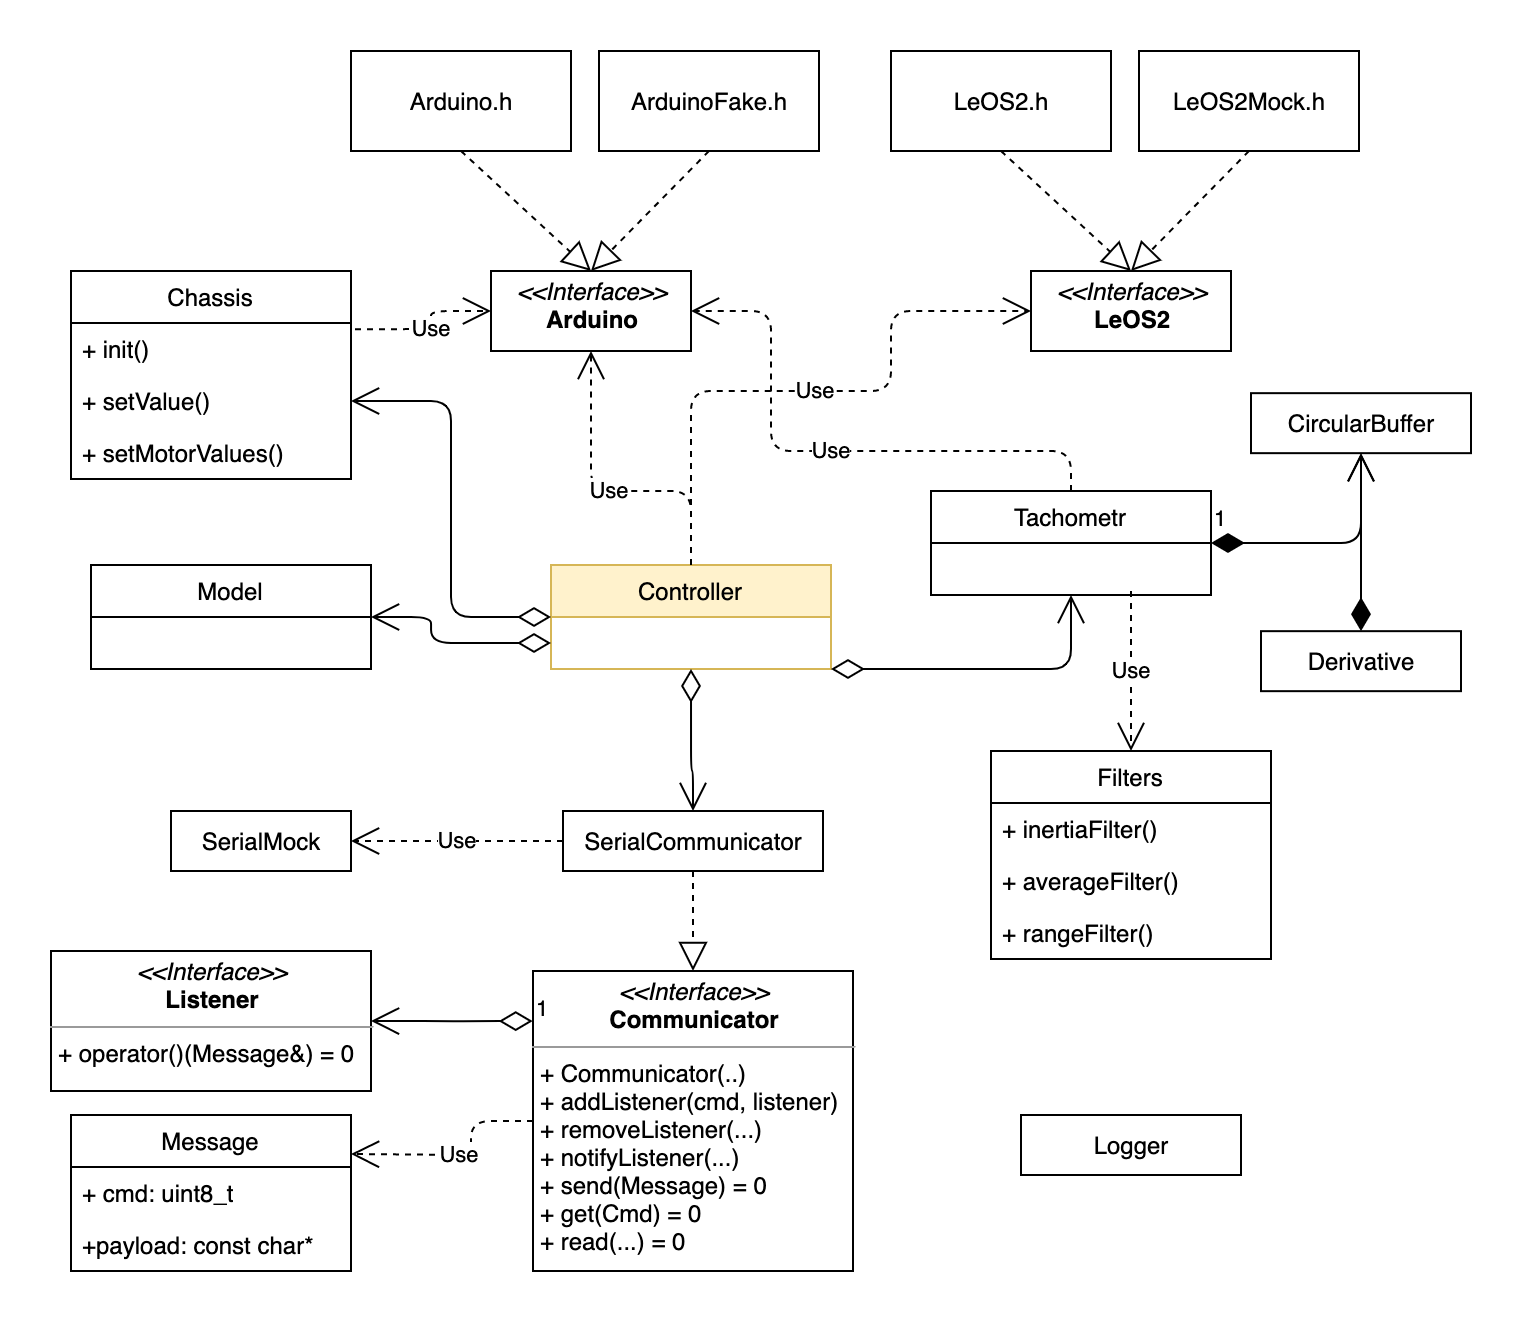 Arduino.h
ArduinoFake.h
LeOS2.h
LeOS2Mock.h
Chassis
+ init()
+ setValue()
+ setMotorValues()
Use
<<Interface>>
Arduino
<<Interface>>
LeOS2
Use
Use
Use
CircularBuffer
Tachometr
1
Derivative
Model
Controller
Use
Filters
+ inertiaFilter()
+ averageFilter()
+ rangeFilter()
SerialMock
Use
SerialCommunicator
<<Interface>>
Listener
+ operator()(Message&) = 0
1
<<Interface>>
Communicator
+ Communicator(..)
+ addListener(cmd, listener)
+ removeListener(...)
+ notifyListener(...)
+ send(Message) = 0
+ get(Cmd) = 0
+ read(...) = 0
Use
Message
+ cmd: uint8_t
+payload: const char*
Logger